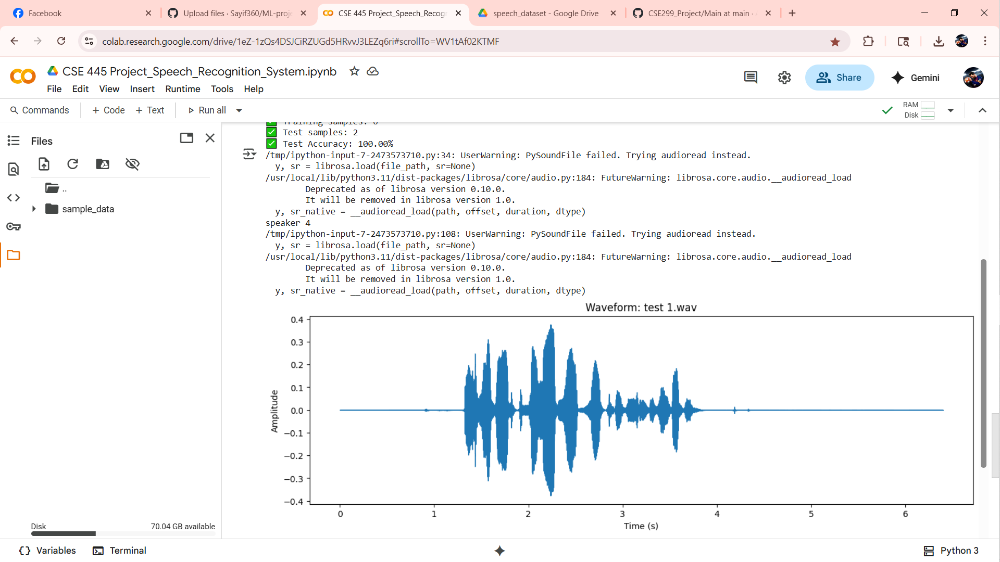 Facebook
Upload files · Sayif360/ML-proje
CSE 445 Project_Speech_Recogn
speech_dataset - Google Drive
CSE299_Project/Main at main ·
colab.research.google.com/drive/1eZ-1zQs4DSJCiRZUGd5HRvvJ3LEZq6ri#scrollTo=WV1tAf02KTMF
CSE 445 Project_Speech_Recognition_System.ipynb
Share
Gemini
File Edit View Insert Runtime Tools Help
Commands + Code + Text Run all
RAM
Disk
Files
..
sample_data
Training samples: 6
Test samples: 2
Test Accuracy: 100.00%
/tmp/ipython-input-7-2473573710.py:34: UserWarning: PySoundFile failed. Trying audioread instead.
y, sr = librosa.load(file_path, sr=None)
/usr/local/lib/python3.11/dist-packages/librosa/core/audio.py:184: FutureWarning: librosa.core.audio.__audioread_load
Deprecated as of librosa version 0.10.0.
It will be removed in librosa version 1.0.
y, sr_native = __audioread_load(path, offset, duration, dtype)
speaker 4
/tmp/ipython-input-7-2473573710.py:108: UserWarning: PySoundFile failed. Trying audioread instead.
y, sr = librosa.load(file_path, sr=None)
/usr/local/lib/python3.11/dist-packages/librosa/core/audio.py:184: FutureWarning: librosa.core.audio.__audioread_load
Deprecated as of librosa version 0.10.0.
It will be removed in librosa version 1.0.
y, sr_native = __audioread_load(path, offset, duration, dtype)
Waveform: test 1.wav
0.4
0.3
0.2
0.1
0.0
−0.1
−0.2
−0.3
−0.4
Amplitude
0 1 2 3 4 5 6
Time (s)
Disk 70.04 GB available
Variables Terminal
Python 3